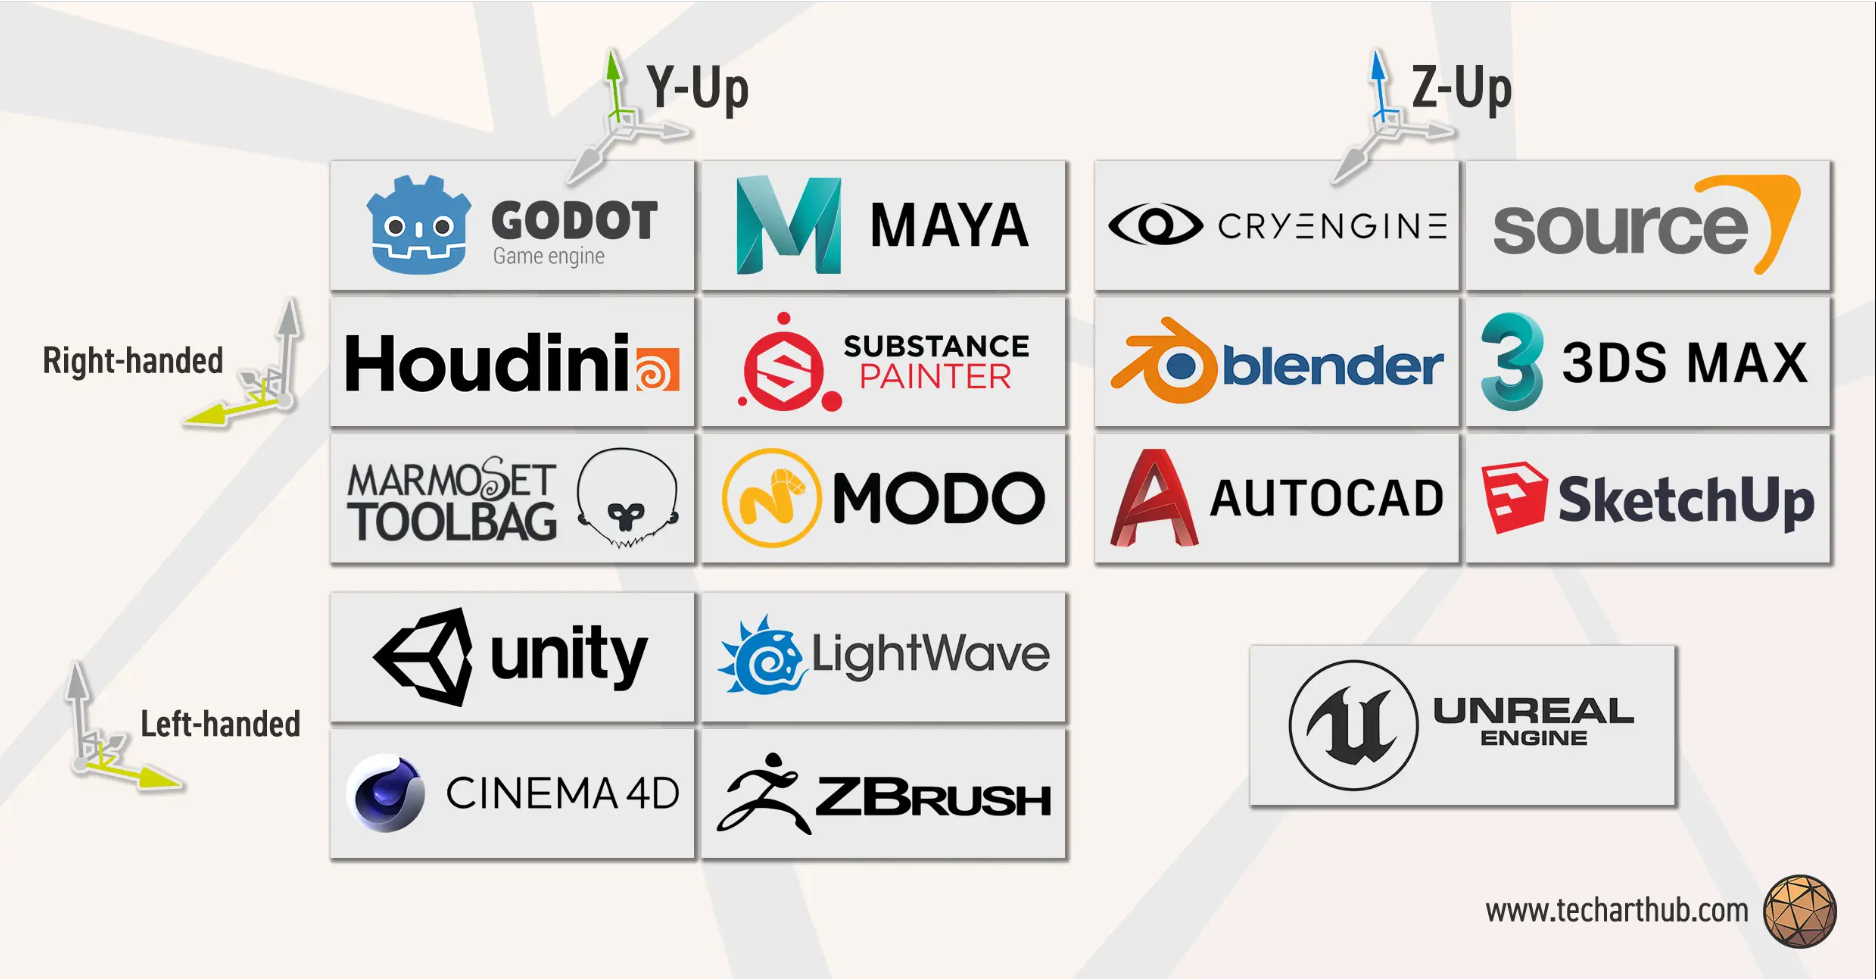 Y-Up
Z-Up
GODOT
Game engine
MAYA
CRYENGINE
source
Right-handed
Houdini
SUBSTANCE
PAINTER
blender
3DS MAX
MARMOSET
TOOLBAG
MODO
AUTOCAD
SketchUp
Left-handed
unity
LightWave
UNREAL
ENGINE
CINEMA 4D
ZBRUSH
www.techarthub.com